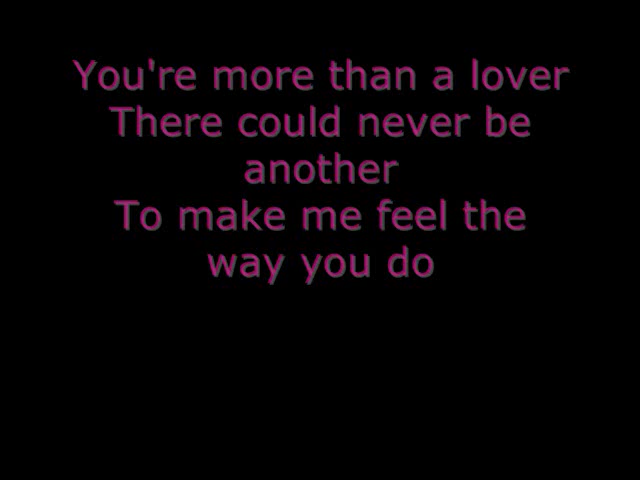 You're more than a lover
There could never be
another
To make me feel the
way you do